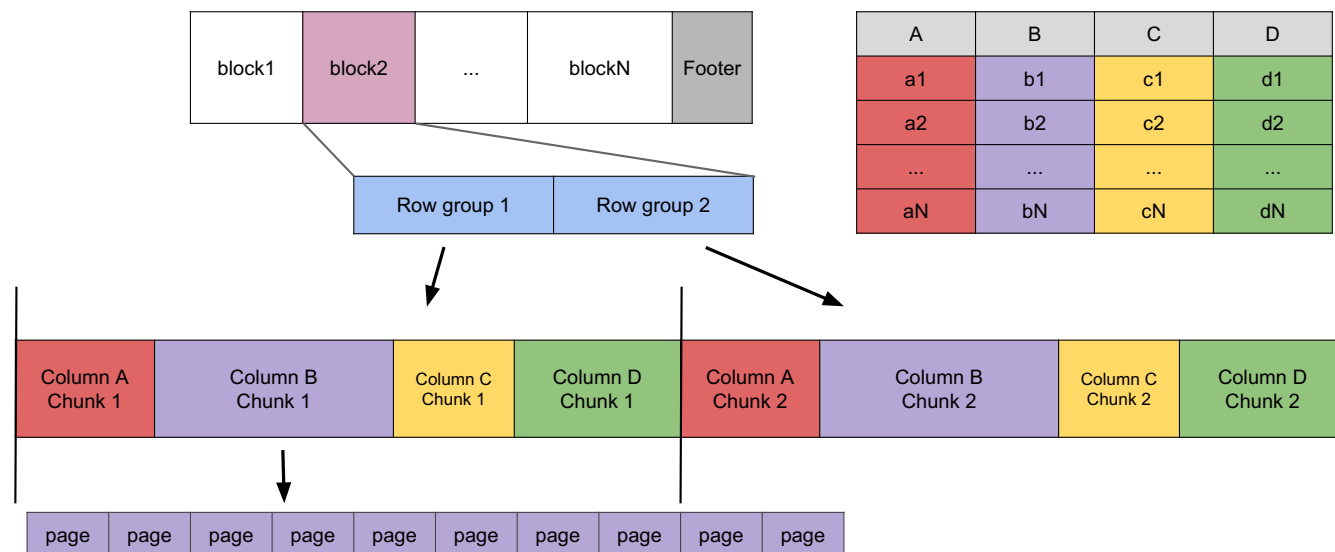 block1 block2 ... blockN Footer
A B C D
a1 b1 c1 d1
a2 b2 c2 d2
... ... ... ...
aN bN cN dN
Row group 1 Row group 2
Column A Column B Column C Column D Column A Column B Column C Column D
Chunk 1 Chunk 1 Chunk 1 Chunk 1 Chunk 2 Chunk 2 Chunk 2 Chunk 2
page page page page page page page page page page